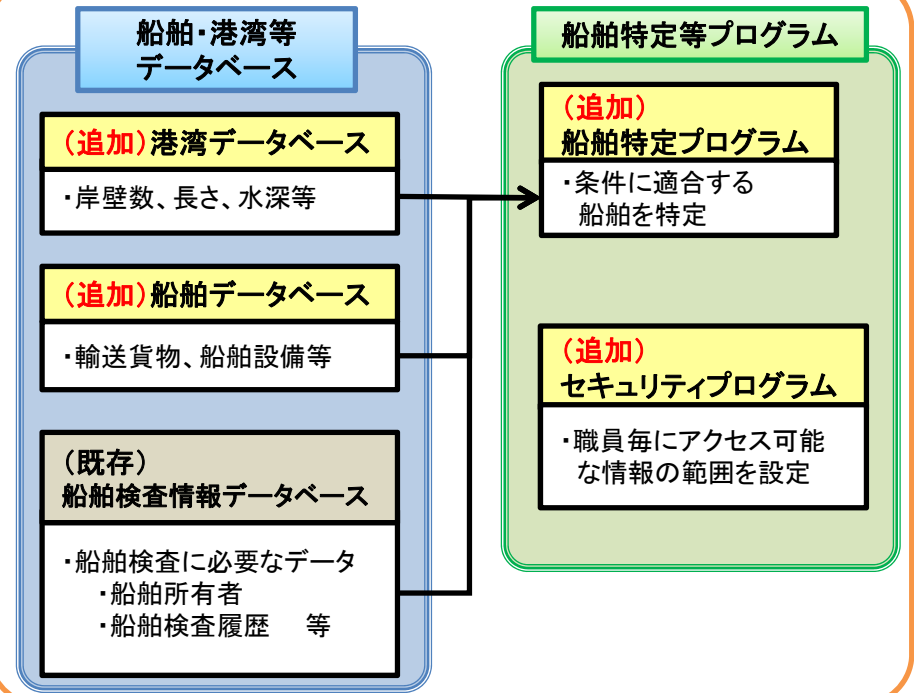 船舶・港湾等
データベース
（追加）港湾データベース
・岸壁数、長さ、水深等
（追加）船舶データベース
・輸送貨物、船舶設備等
（既存）
船舶検査情報データベース
・船舶検査に必要なデータ
・船舶所有者
・船舶検査履歴　等
船舶特定等プログラム
（追加）
船舶特定プログラム
・条件に適合する
船舶を特定
（追加）
セキュリティプログラム
・職員毎にアクセス可能
な情報の範囲を設定